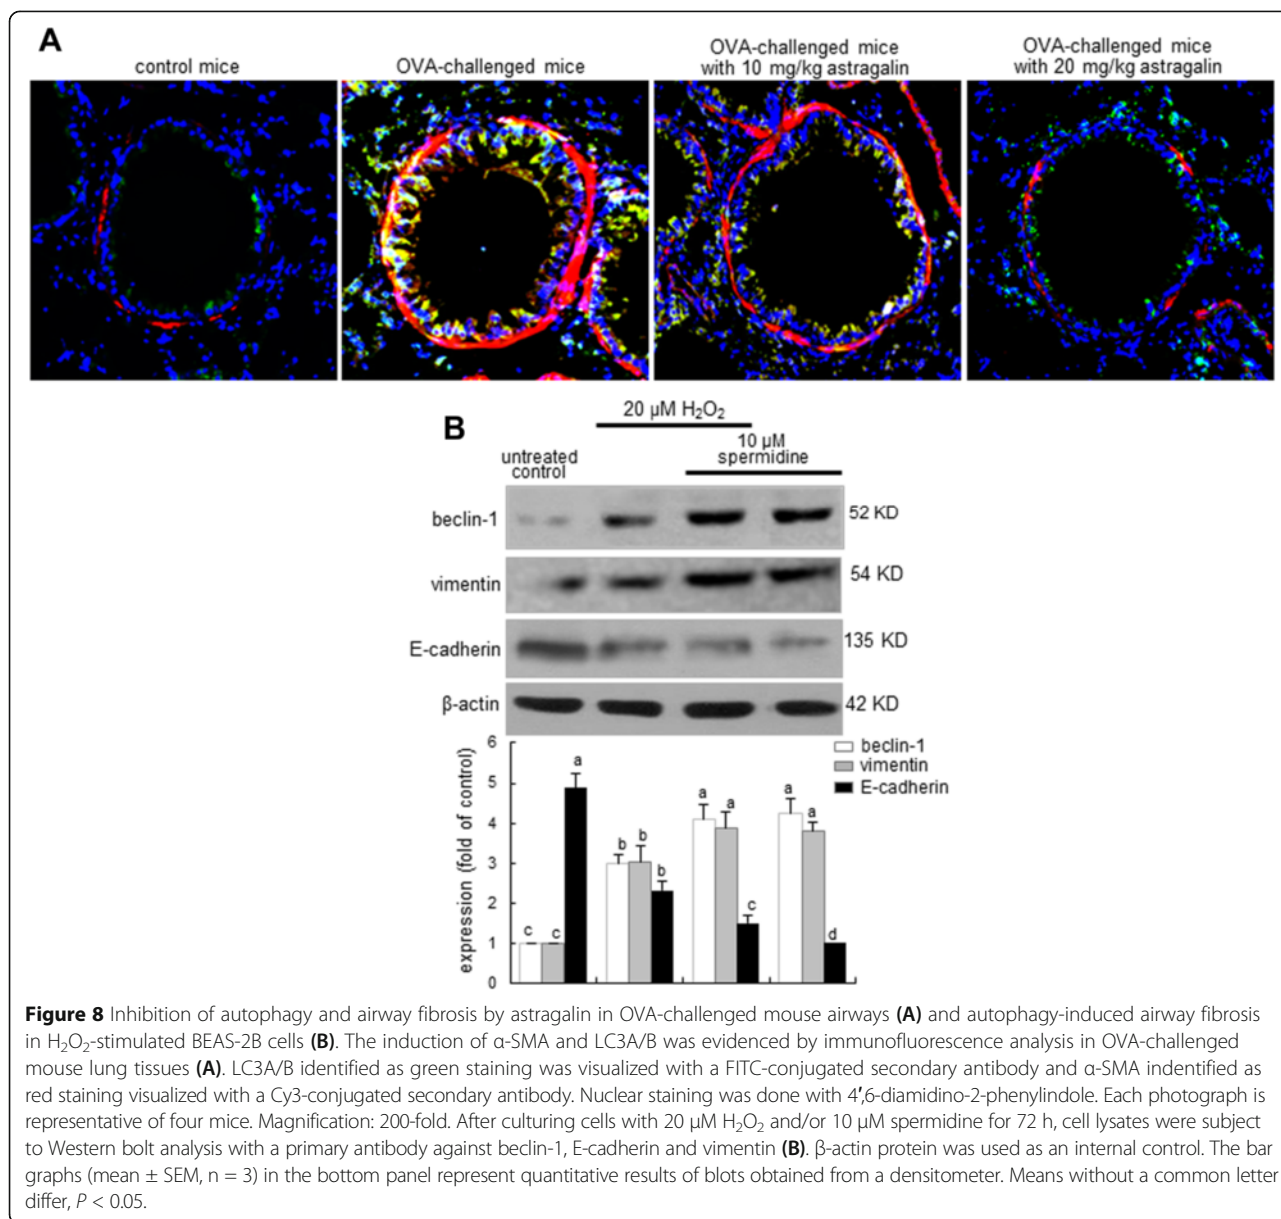 A
control mice
OVA-challenged mice
OVA-challenged mice
with 10 mg/kg astragalin
OVA-challenged mice
with 20 mg/kg astragalin
B
20 µM H₂O₂
10 µM
spermidine
untreated
control
beclin-1
52 KD
vimentin
54 KD
E-cadherin
135 KD
β-actin
42 KD
expression (fold of control)
6
5
4
3
2
1
0
c
c
a
b
b
b
a
a
c
a
a
d
beclin-1
vimentin
E-cadherin
Figure 8 Inhibition of autophagy and airway fibrosis by astragalin in OVA-challenged mouse airways (A) and autophagy-induced airway fibrosis
in H₂O₂-stimulated BEAS-2B cells (B). The induction of α-SMA and LC3A/B was evidenced by immunofluorescence analysis in OVA-challenged
mouse lung tissues (A). LC3A/B identified as green staining was visualized with a FITC-conjugated secondary antibody and α-SMA indentified as
red staining visualized with a Cy3-conjugated secondary antibody. Nuclear staining was done with 4′,6-diamidino-2-phenylindole. Each photograph is
representative of four mice. Magnification: 200-fold. After culturing cells with 20 µM H₂O₂ and/or 10 µM spermidine for 72 h, cell lysates were subject
to Western bolt analysis with a primary antibody against beclin-1, E-cadherin and vimentin (B). β-actin protein was used as an internal control. The bar
graphs (mean ± SEM, n = 3) in the bottom panel represent quantitative results of blots obtained from a densitometer. Means without a common letter
differ, P < 0.05.